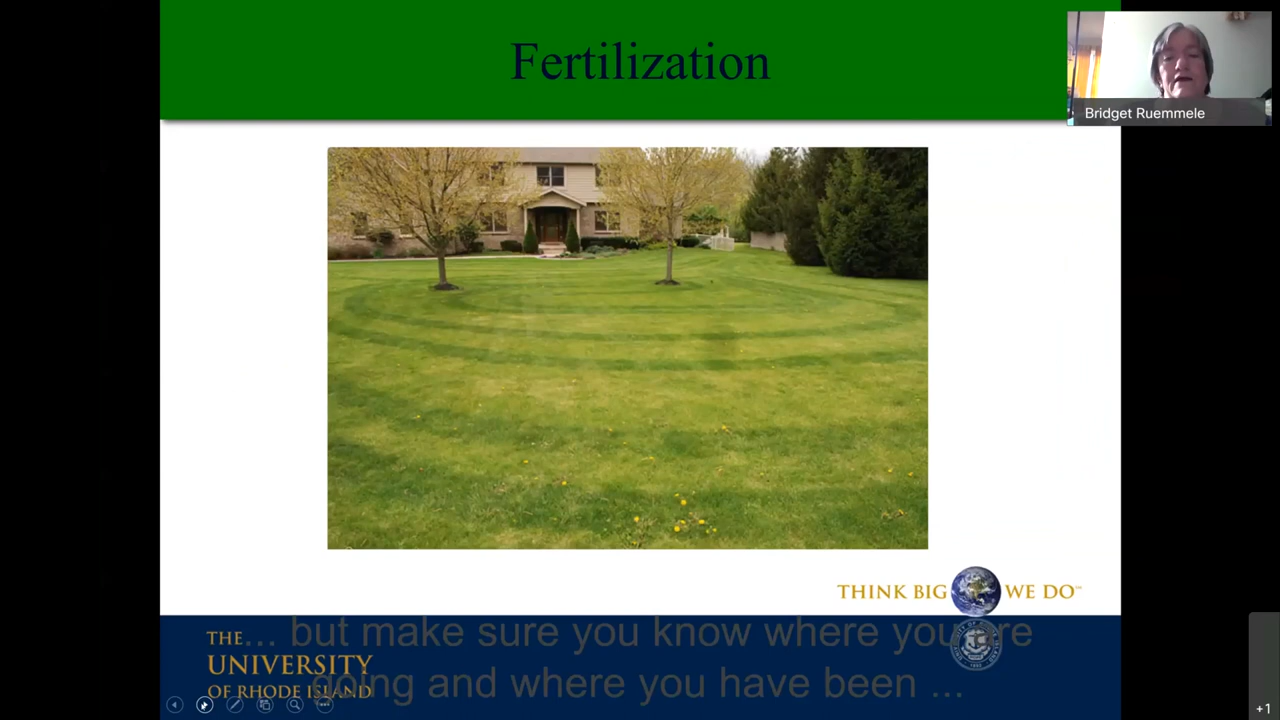 Fertilization
Bridget Ruemmele
THINK BIG WE DO™
THE
UNIVERSITY
OF RHODE ISLAND
... but make sure you know where you are
going and where you have been ...
+1